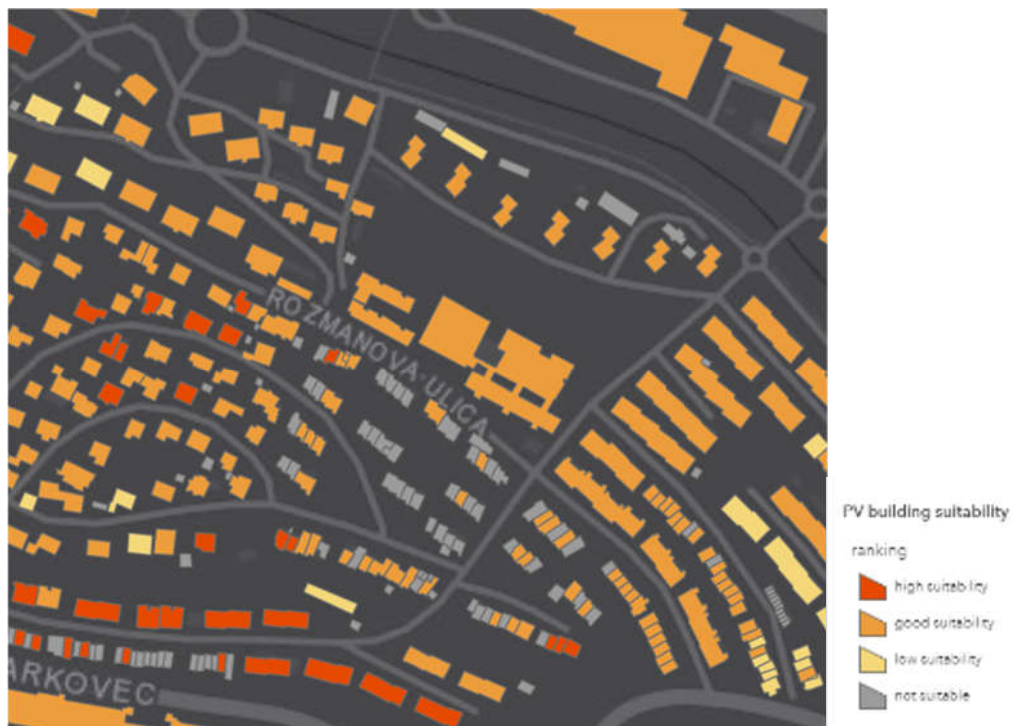 ROZMANOVA ULICA
ARKOVEC
PV building suitability
ranking
high suitability
good suitability
low suitability
not suitable